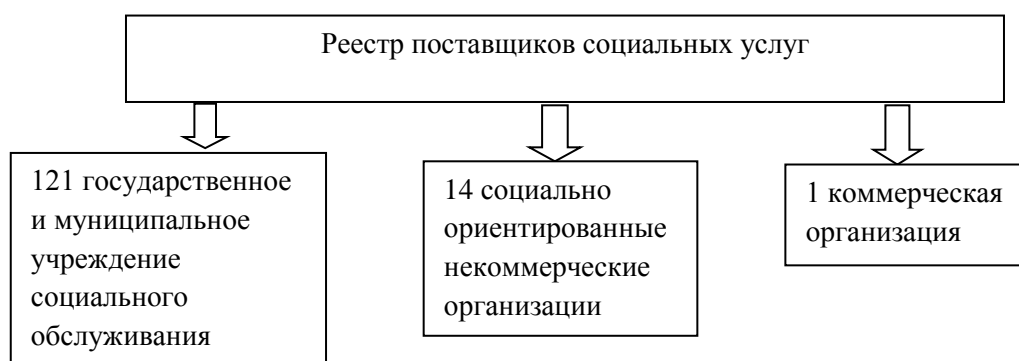 Реестр поставщиков социальных услуг
121 государственное
и муниципальное
учреждение
социального
обслуживания
14 социально
ориентированные
некоммерческие
организации
1 коммерческая
организация